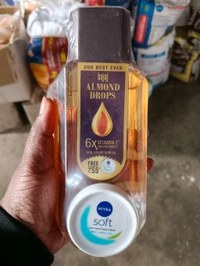 OUR BEST EVER
bajaj
ALMOND
DROPS
6X VITAMIN E
FREE
₹55
NIVEA
soft